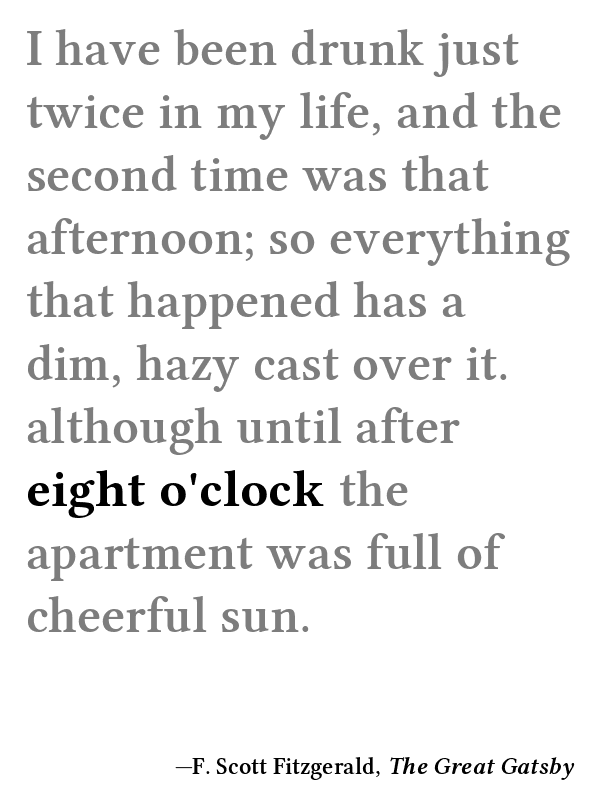 I have been drunk just
twice in my life, and the
second time was that
afternoon; so everything
that happened has a
dim, hazy cast over it.
although until after
eight o'clock the
apartment was full of
cheerful sun.
—F. Scott Fitzgerald, The Great Gatsby